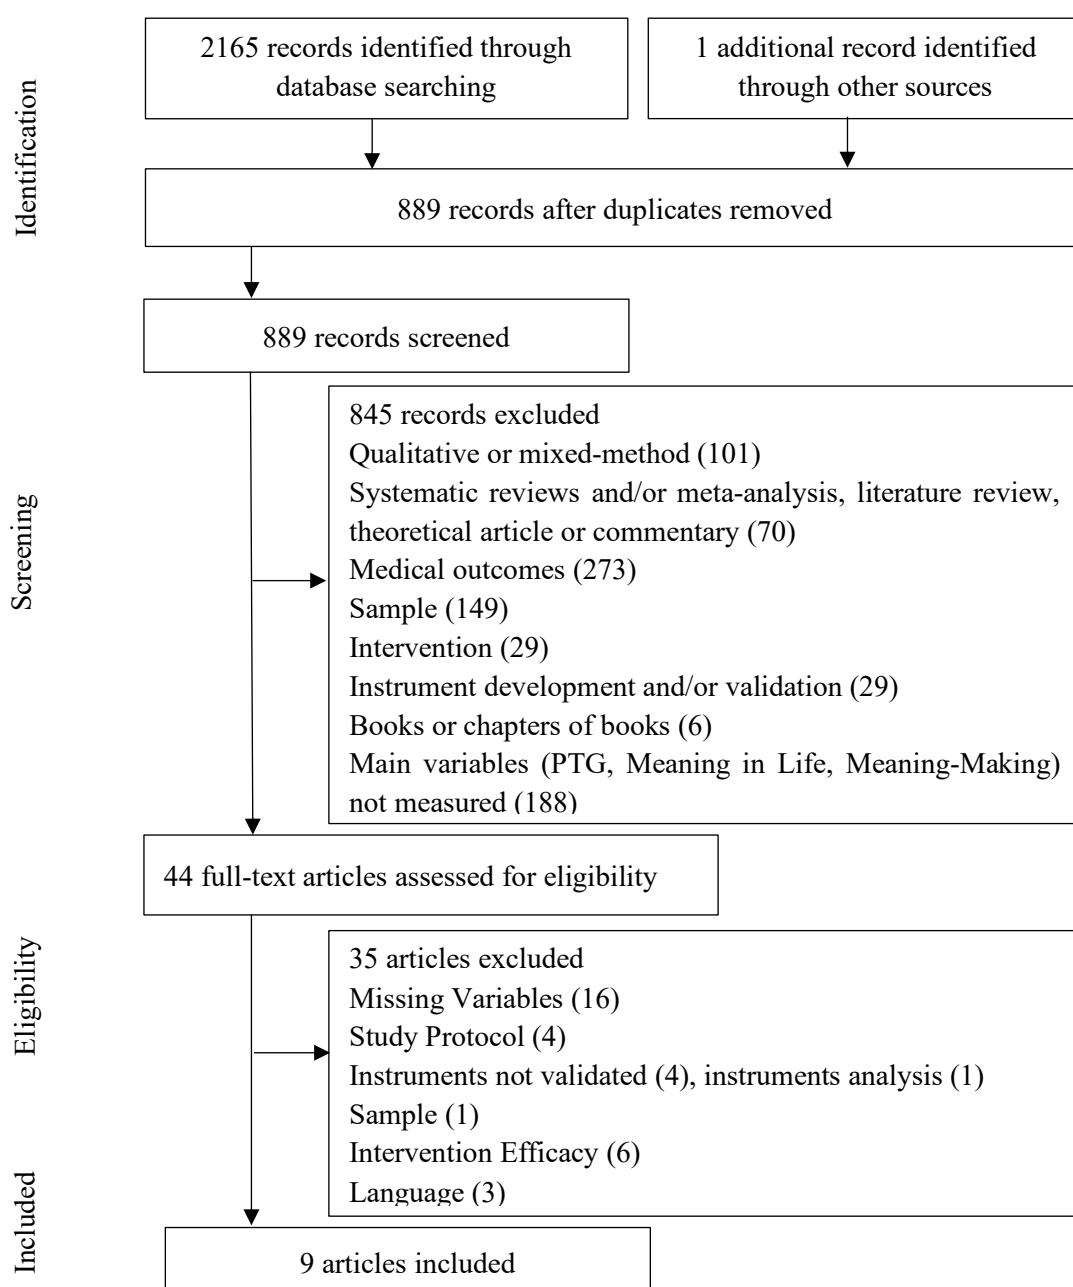 2165 records identified through
database searching
1 additional record identified
through other sources
Identification
889 records after duplicates removed
889 records screened
Screening
845 records excluded
Qualitative or mixed-method (101)
Systematic reviews and/or meta-analysis, literature review,
theoretical article or commentary (70)
Medical outcomes (273)
Sample (149)
Intervention (29)
Instrument development and/or validation (29)
Books or chapters of books (6)
Main variables (PTG, Meaning in Life, Meaning-Making)
not measured (188)
44 full-text articles assessed for eligibility
Eligibility
35 articles excluded
Missing Variables (16)
Study Protocol (4)
Instruments not validated (4), instruments analysis (1)
Sample (1)
Intervention Efficacy (6)
Language (3)
Included
9 articles included